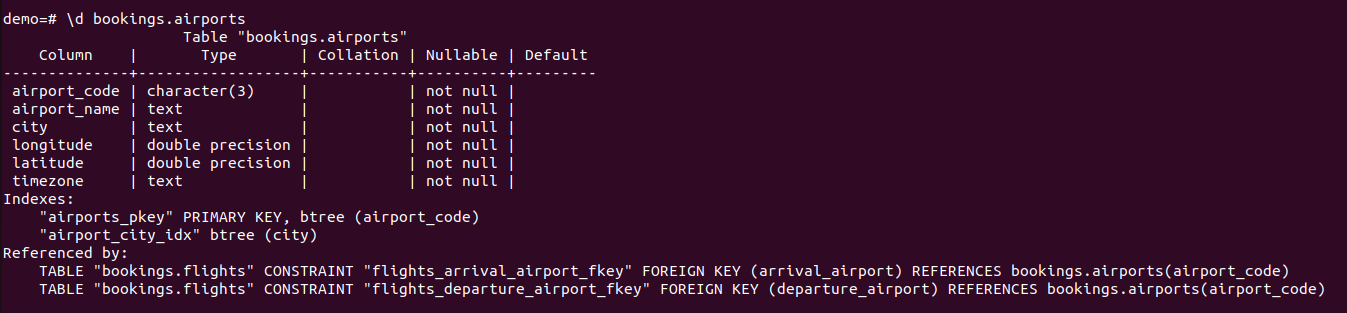 demo=# \d bookings.airports
                    Table "bookings.airports"
    Column    |       Type       | Collation | Nullable | Default
--------------+------------------+-----------+----------+---------
 airport_code | character(3)     |           | not null |
 airport_name | text             |           | not null |
 city         | text             |           | not null |
 longitude    | double precision |           | not null |
 latitude     | double precision |           | not null |
 timezone     | text             |           | not null |
Indexes:
    "airports_pkey" PRIMARY KEY, btree (airport_code)
    "airport_city_idx" btree (city)
Referenced by:
    TABLE "bookings.flights" CONSTRAINT "flights_arrival_airport_fkey" FOREIGN KEY (arrival_airport) REFERENCES bookings.airports(airport_code)
    TABLE "bookings.flights" CONSTRAINT "flights_departure_airport_fkey" FOREIGN KEY (departure_airport) REFERENCES bookings.airports(airport_code)